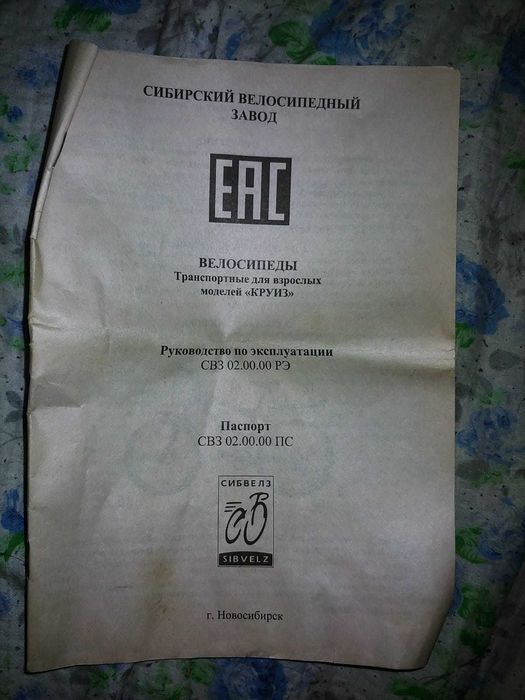 СИБИРСКИЙ ВЕЛОСИПЕДНЫЙ
ЗАВОД
ЕАС
ВЕЛОСИПЕДЫ
Транспортные для взрослых
моделей «КРУИЗ»
Руководство по эксплуатации
СВЗ 02.00.00 РЭ
Паспорт
СВЗ 02.00.00 ПС
СИБВЕЛЗ
SIBVELZ
г. Новосибирск